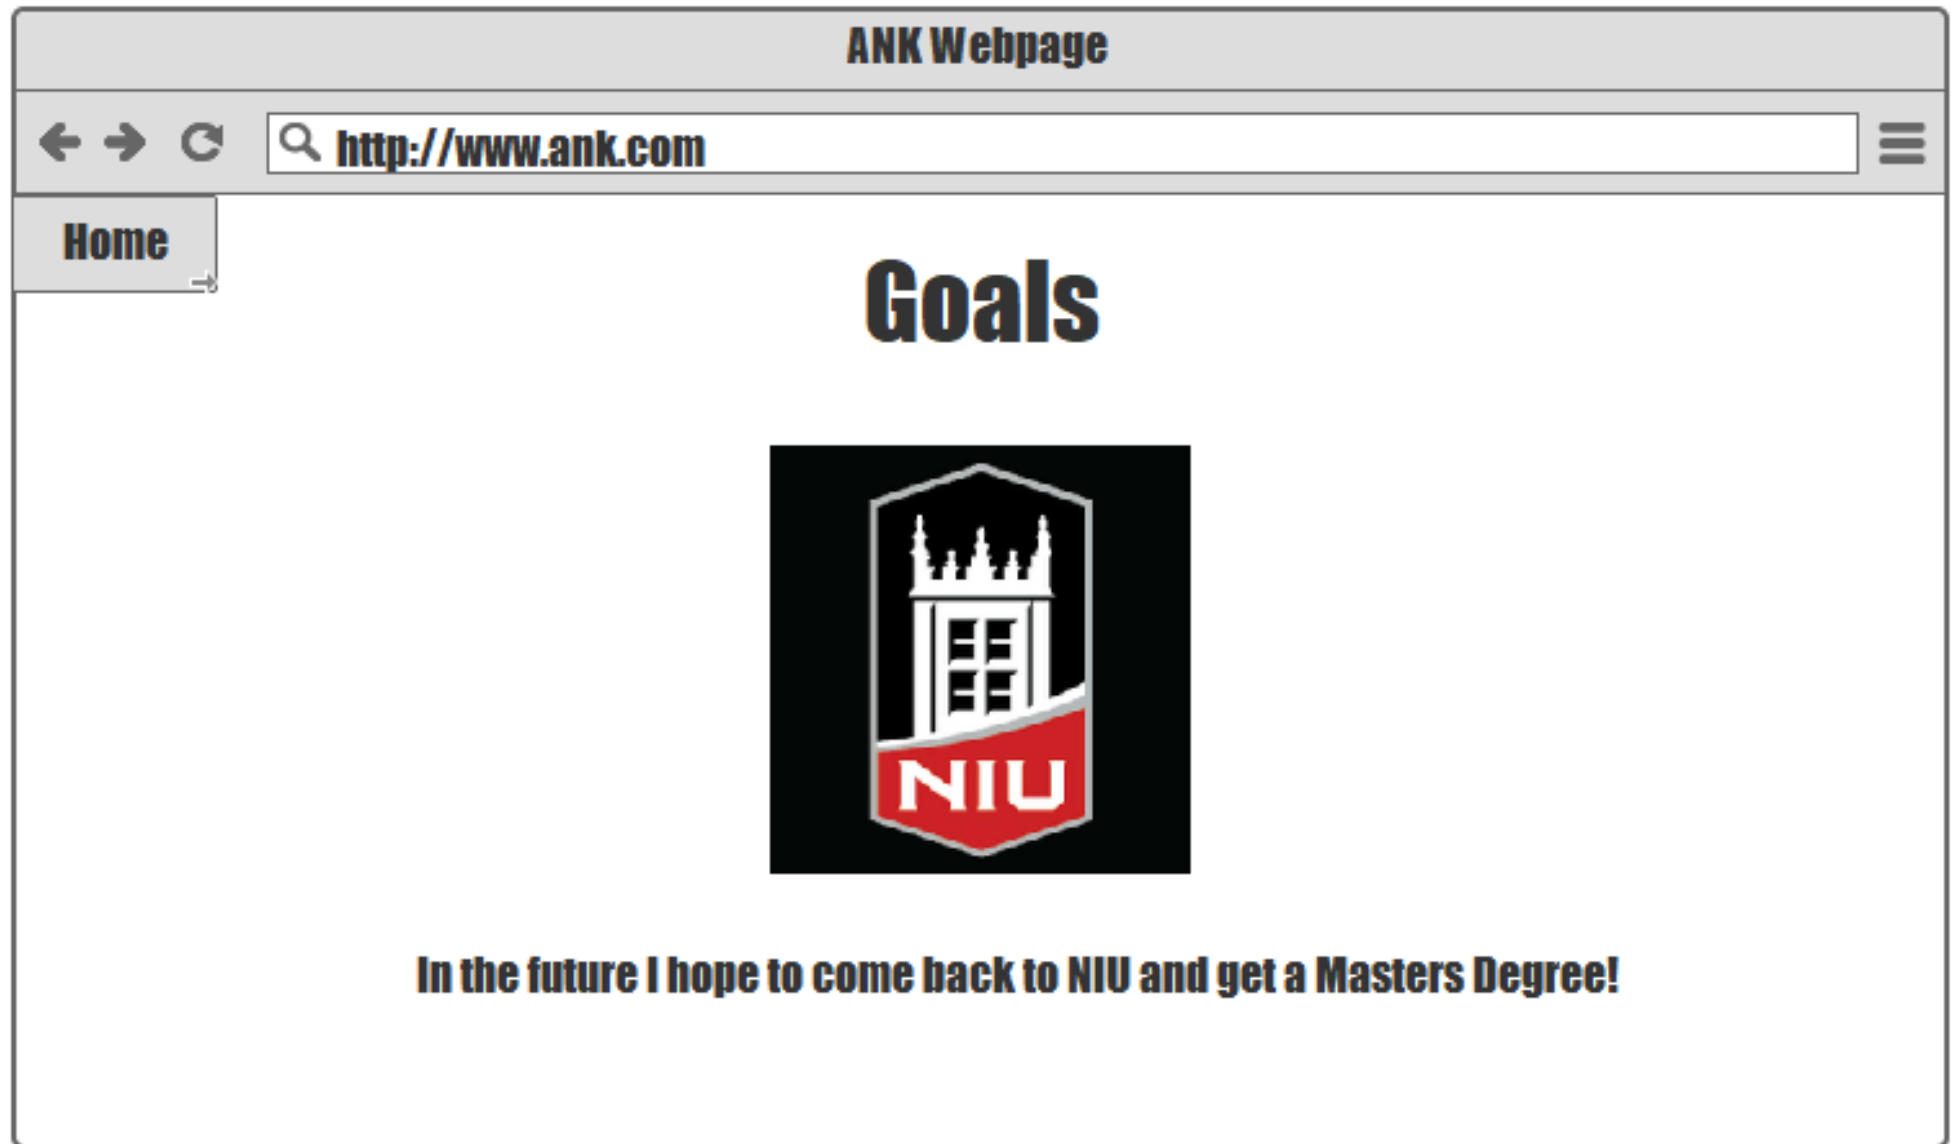 ANK Webpage
http://www.ank.com
Home
Goals
NIU
In the future I hope to come back to NIU and get a Masters Degree!